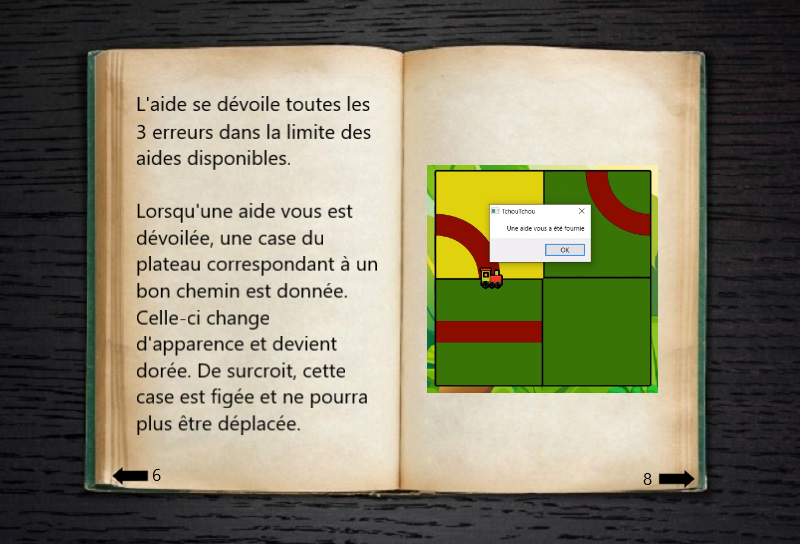 L'aide se dévoile toutes les
3 erreurs dans la limite des
aides disponibles.
Lorsqu'une aide vous est
dévoilée, une case du
plateau correspondant à un
bon chemin est donnée.
Celle-ci change
d'apparence et devient
dorée. De surcroit, cette
case est figée et ne pourra
plus être déplacée.
6
TchouTchou
Une aide vous a été fournie
OK
8